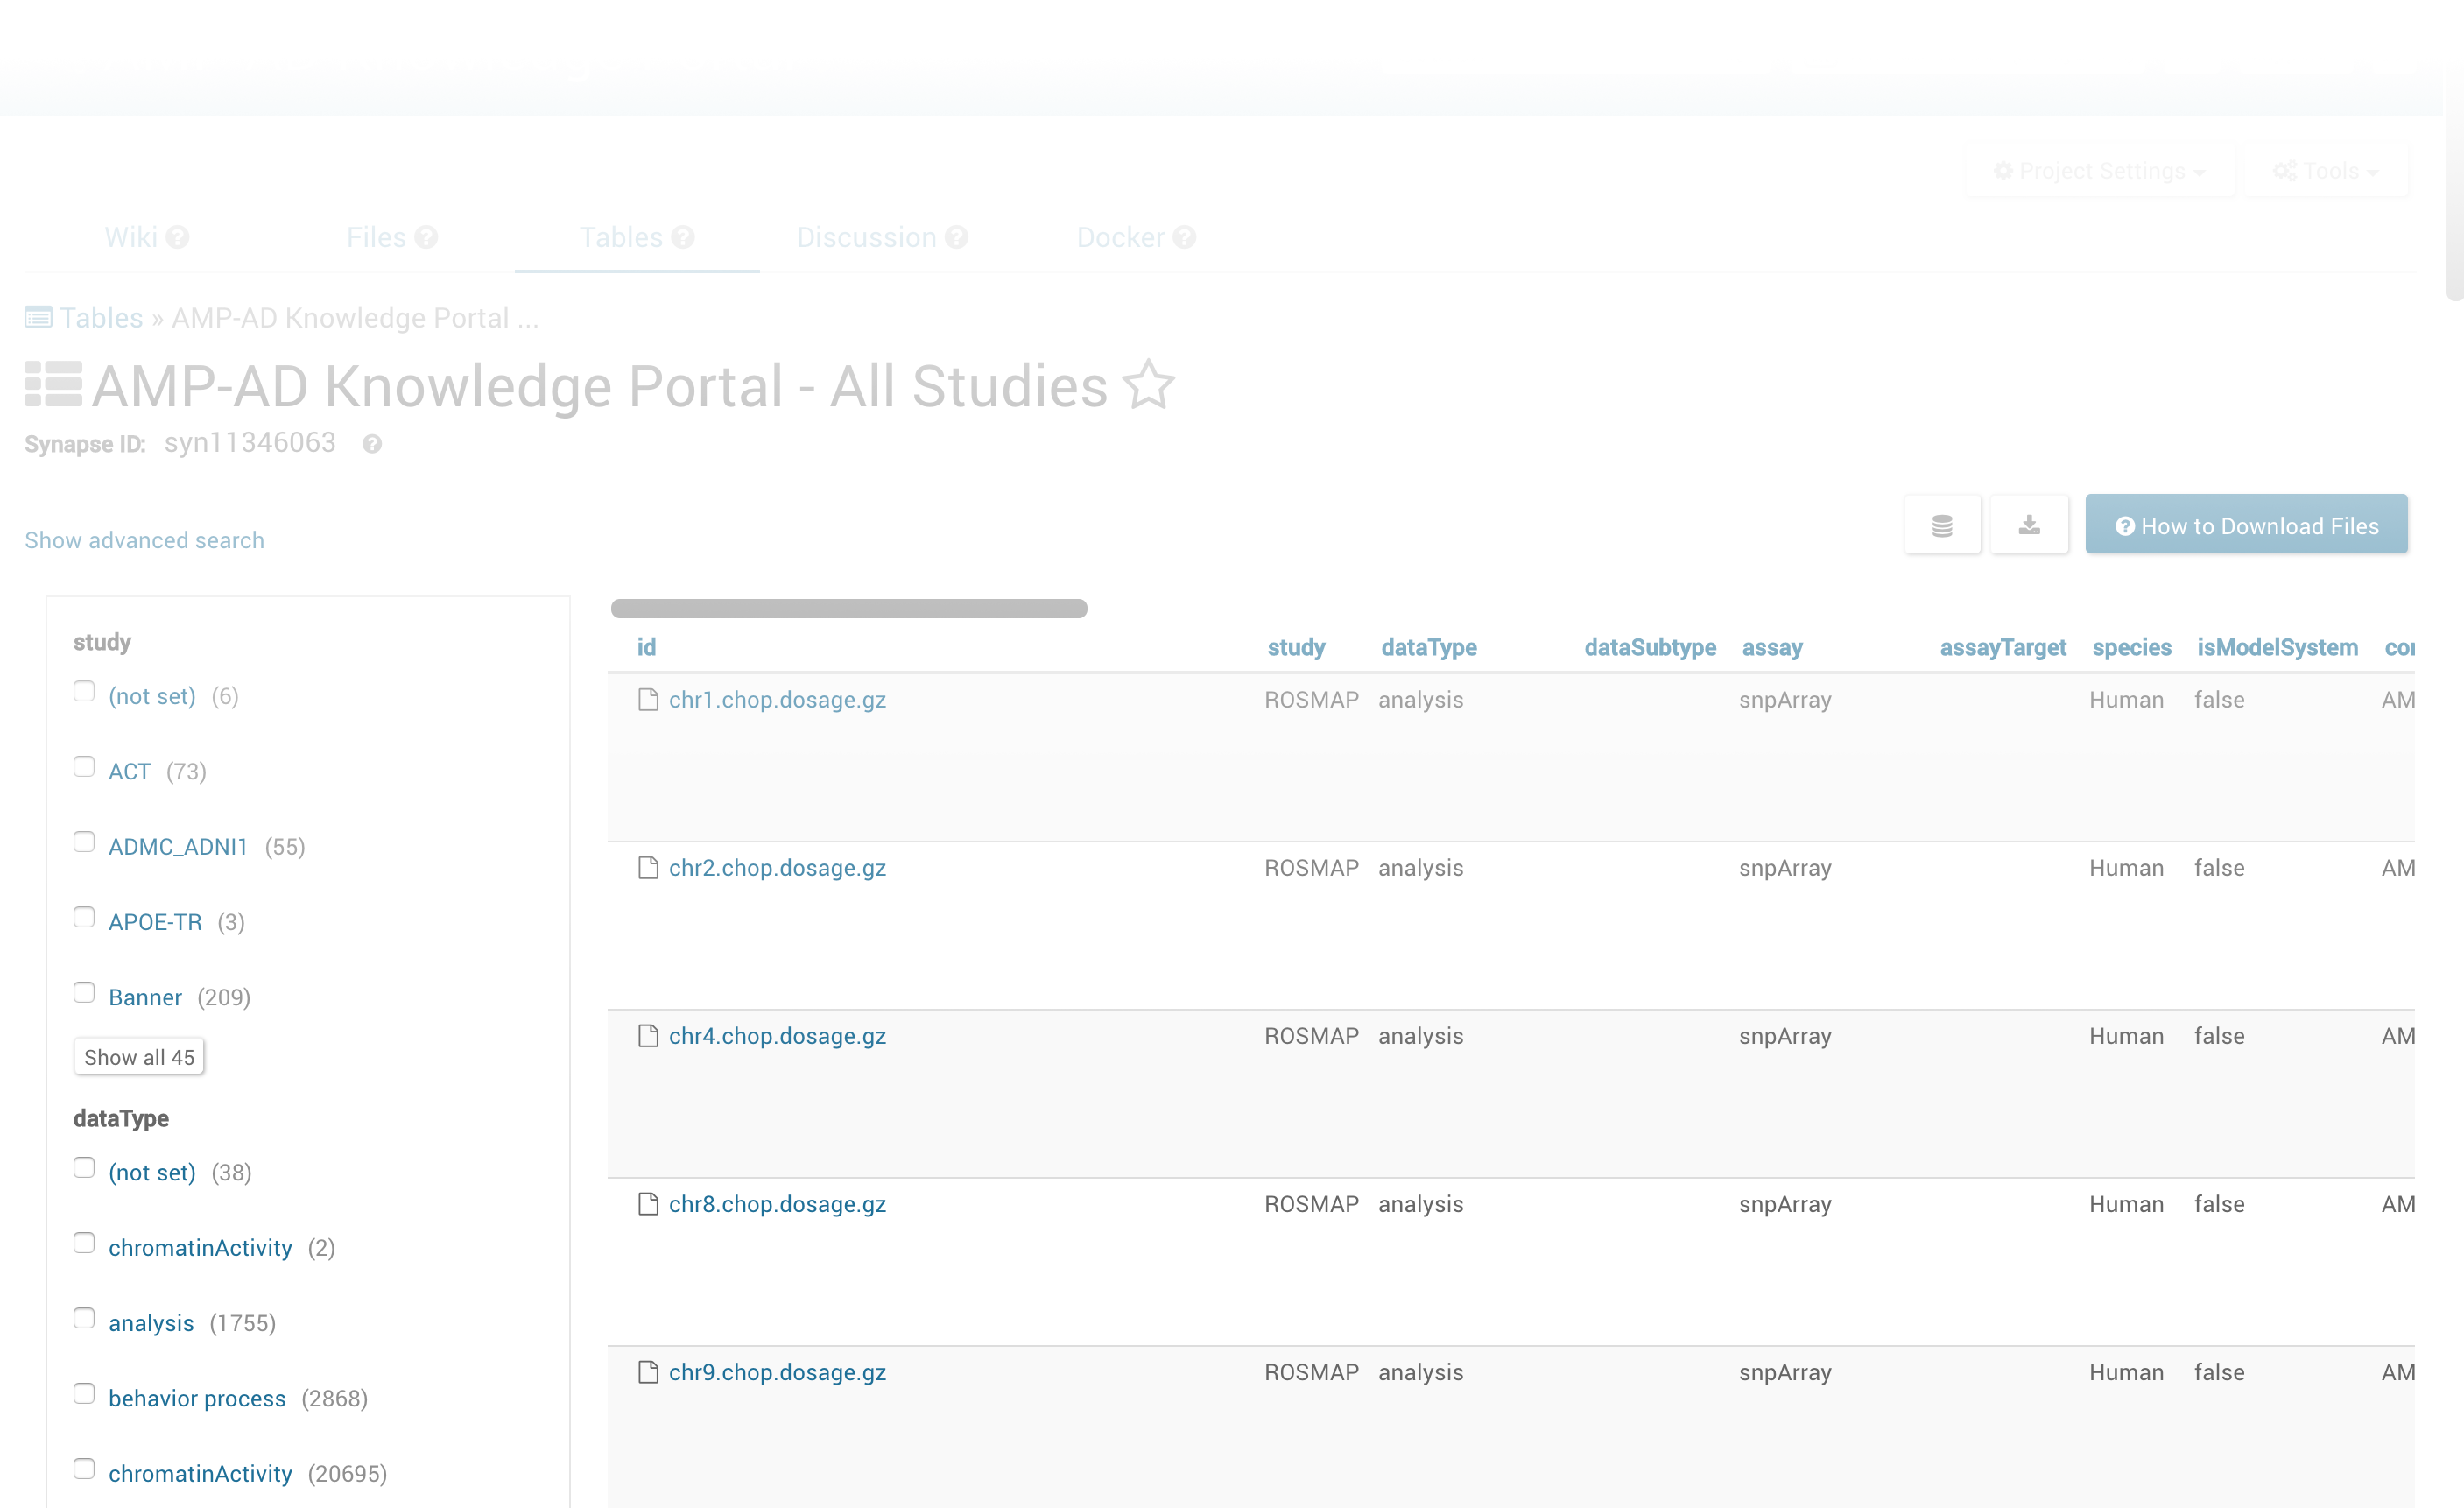 Project Settings Tools
Wiki Files Tables Discussion Docker
Tables » AMP-AD Knowledge Portal ...
AMP-AD Knowledge Portal - All Studies
Synapse ID: syn11346063
Show advanced search
How to Download Files
study
(not set) (6)
ACT (73)
ADMC_ADNI1 (55)
APOE-TR (3)
Banner (209)
Show all 45
dataType
(not set) (38)
chromatinActivity (2)
analysis (1755)
behavior process (2868)
chromatinActivity (20695)
id study dataType dataSubtype assay assayTarget species isModelSystem
chr1.chop.dosage.gz ROSMAP analysis snpArray Human false AM
chr2.chop.dosage.gz ROSMAP analysis snpArray Human false AM
chr4.chop.dosage.gz ROSMAP analysis snpArray Human false AM
chr8.chop.dosage.gz ROSMAP analysis snpArray Human false AM
chr9.chop.dosage.gz ROSMAP analysis snpArray Human false AM